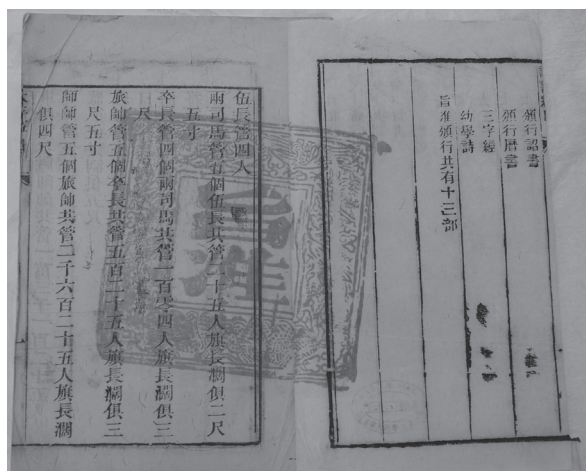 頒行詔書
頒行曆書
三字經
幼學詩
旨准頒行共有十三部
旨准
伍長管四人
兩司馬管五個伍長共管二十五人旗長濶俱二尺
五寸
卒長管四個兩司馬共管一百零四人旗長濶俱三
尺
旅帥管五個卒長共管五百二十五人旗長濶俱三
尺五寸
師帥管五個旅帥共管二千六百二十五人旗長濶
俱四尺